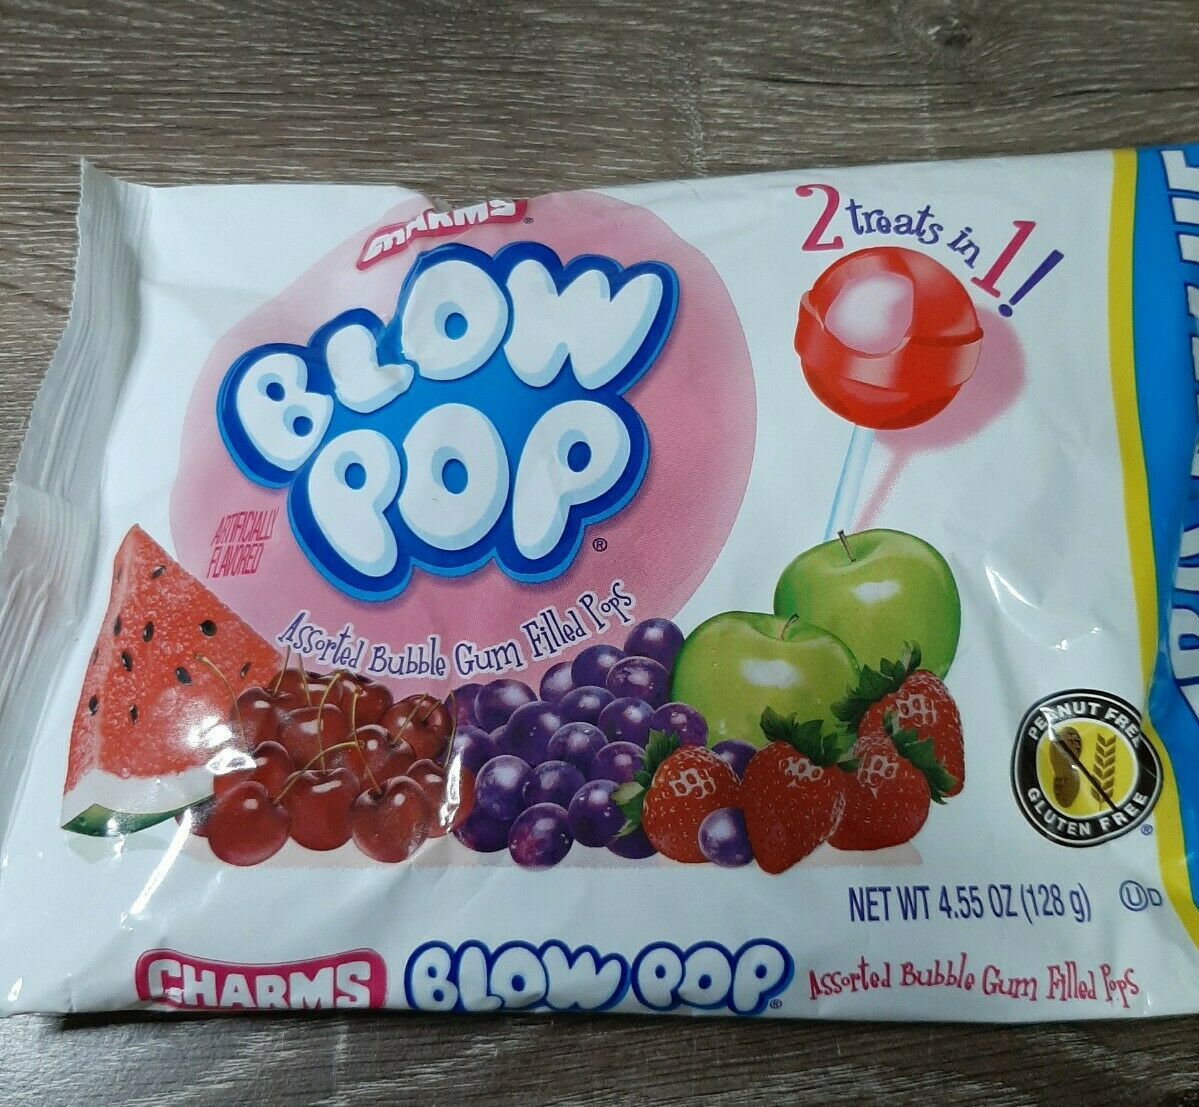 CHARMS®
BLOW
POP®
2 treats in 1!
ARTIFICIALLY
FLAVORED
Assorted Bubble Gum Filled Pops
PEANUT FREE
GLUTEN FREE®
NET WT 4.55 OZ (128 g) UD
CHARMS BLOW POP® Assorted Bubble Gum Filled Pops